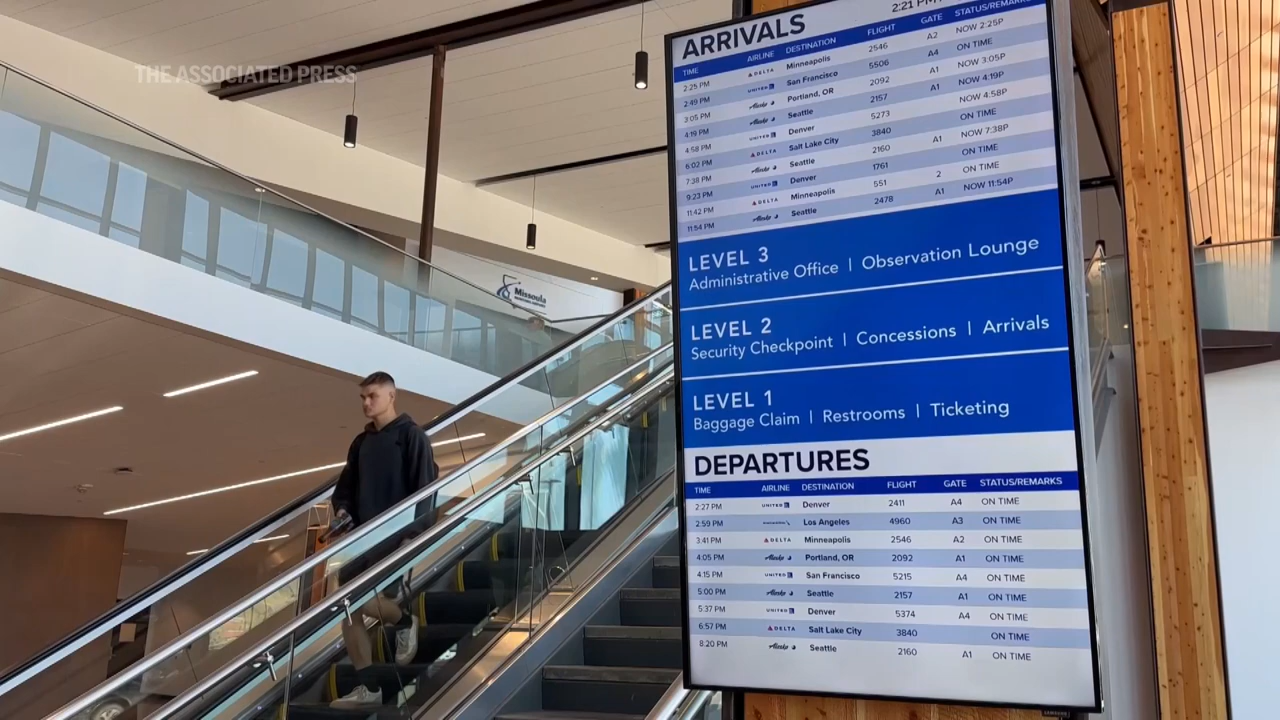 THE ASSOCIATED PRESS
Missoula
2:21 PM
ARRIVALS
TIME AIRLINE DESTINATION FLIGHT GATE STATUS/REMARKS
2:25 PM DELTA Minneapolis 2546 A2 NOW 2:25P
2:49 PM UNITED San Francisco 5506 A4 ON TIME
3:05 PM Alaska Portland, OR 2092 A1 NOW 3:05P
4:19 PM Alaska Seattle 2157 A1 NOW 4:19P
4:58 PM UNITED Denver 5273 NOW 4:58P
6:02 PM DELTA Salt Lake City 3840
7:38 PM Alaska Seattle 2160 A1 NOW 7:38P
9:23 PM UNITED Denver 1761 ON TIME
11:42 PM DELTA Minneapolis 551 2 ON TIME
11:54 PM Alaska Seattle 2478 A1 NOW 11:54P
LEVEL 3
Administrative Office | Observation Lounge
LEVEL 2
Security Checkpoint | Concessions | Arrivals
LEVEL 1
Baggage Claim | Restrooms | Ticketing
DEPARTURES
TIME AIRLINE DESTINATION FLIGHT GATE STATUS/REMARKS
2:27 PM UNITED Denver 2411 A4 ON TIME
2:59 PM Los Angeles 4960 A3 ON TIME
3:41 PM DELTA Minneapolis 2546 A2 ON TIME
4:05 PM Alaska Portland, OR 2092 A1 ON TIME
4:15 PM UNITED San Francisco 5215 A4 ON TIME
5:00 PM Alaska Seattle 2157 A1 ON TIME
5:37 PM UNITED Denver 5374 A4 ON TIME
6:57 PM DELTA Salt Lake City 3840 ON TIME
8:20 PM Alaska Seattle 2160 A1 ON TIME
SAMSUNG